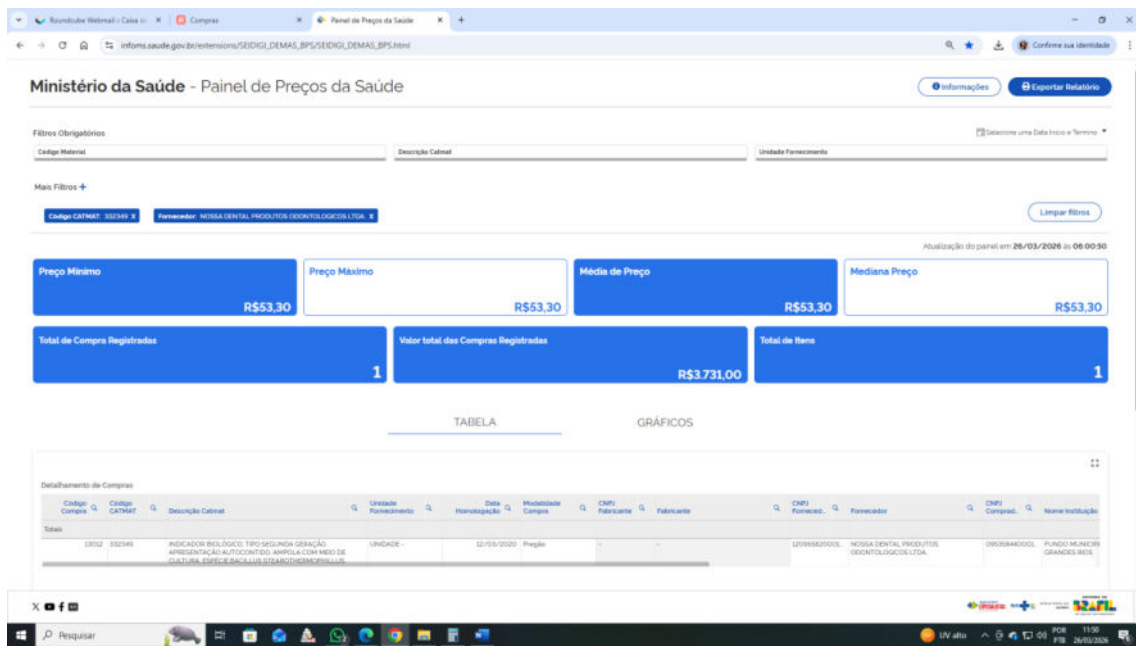 Roundcube Webmail :: Caixa
Compras
Painel de Preços da Saúde
infoms.saude.gov.br/extensions/SEIDIGI_DEMAS_BPS/SEIDIGI_DEMAS_BPS.html
Confirme sua identidade
Ministério da Saúde - Painel de Preços da Saúde
Informações
Exportar Relatório
Filtros Obrigatórios
Selecione uma Data Inicio e Termino
Código Material
Descrição Catmat
Unidade Fornecimento
Mais Filtros +
Código CATMAT: 332349 X
Fornecedor: NOSSA DENTAL PRODUTOS ODONTOLOGICOS LTDA. X
Limpar filtros
Atualização do painel em 26/03/2026 às 06:00:50
Preço Mínimo
R$53,30
Preço Máximo
R$53,30
Média de Preço
R$53,30
Mediana Preço
R$53,30
Total de Compra Registradas
1
Valor total das Compras Registradas
R$3.731,00
Total de Itens
1
TABELA
GRÁFICOS
Detalhamento de Compras
Código Compra
Código CATMAT
Descrição Catmat
Unidade Fornecimento
Data Homologação
Modalidade Compra
CNPJ Fabricante
Fabricante
CNPJ Forneced..
Fornecedor
CNPJ Comprad..
Nome Instituição
Totais
332349
INDICADOR BIOLÓGICO, TIPO:SEGUNDA GERAÇÃO,
APRESENTAÇÃO:AUTOCONTIDO, AMPOLA COM MEIO DE
CULTURA, ESPÉCIE:BACILLUS STEAROTHERMOPHILLUS
UNIDADE -
12/03/2020
Pregão
-
-
NOSSA DENTAL PRODUTOS
ODONTOLOGICOS LTDA.
FUNDO MUNICIPI
GRANDES RIOS
BRASIL
Pesquisar
UV alto
POR
PTB
11:50
26/03/2026